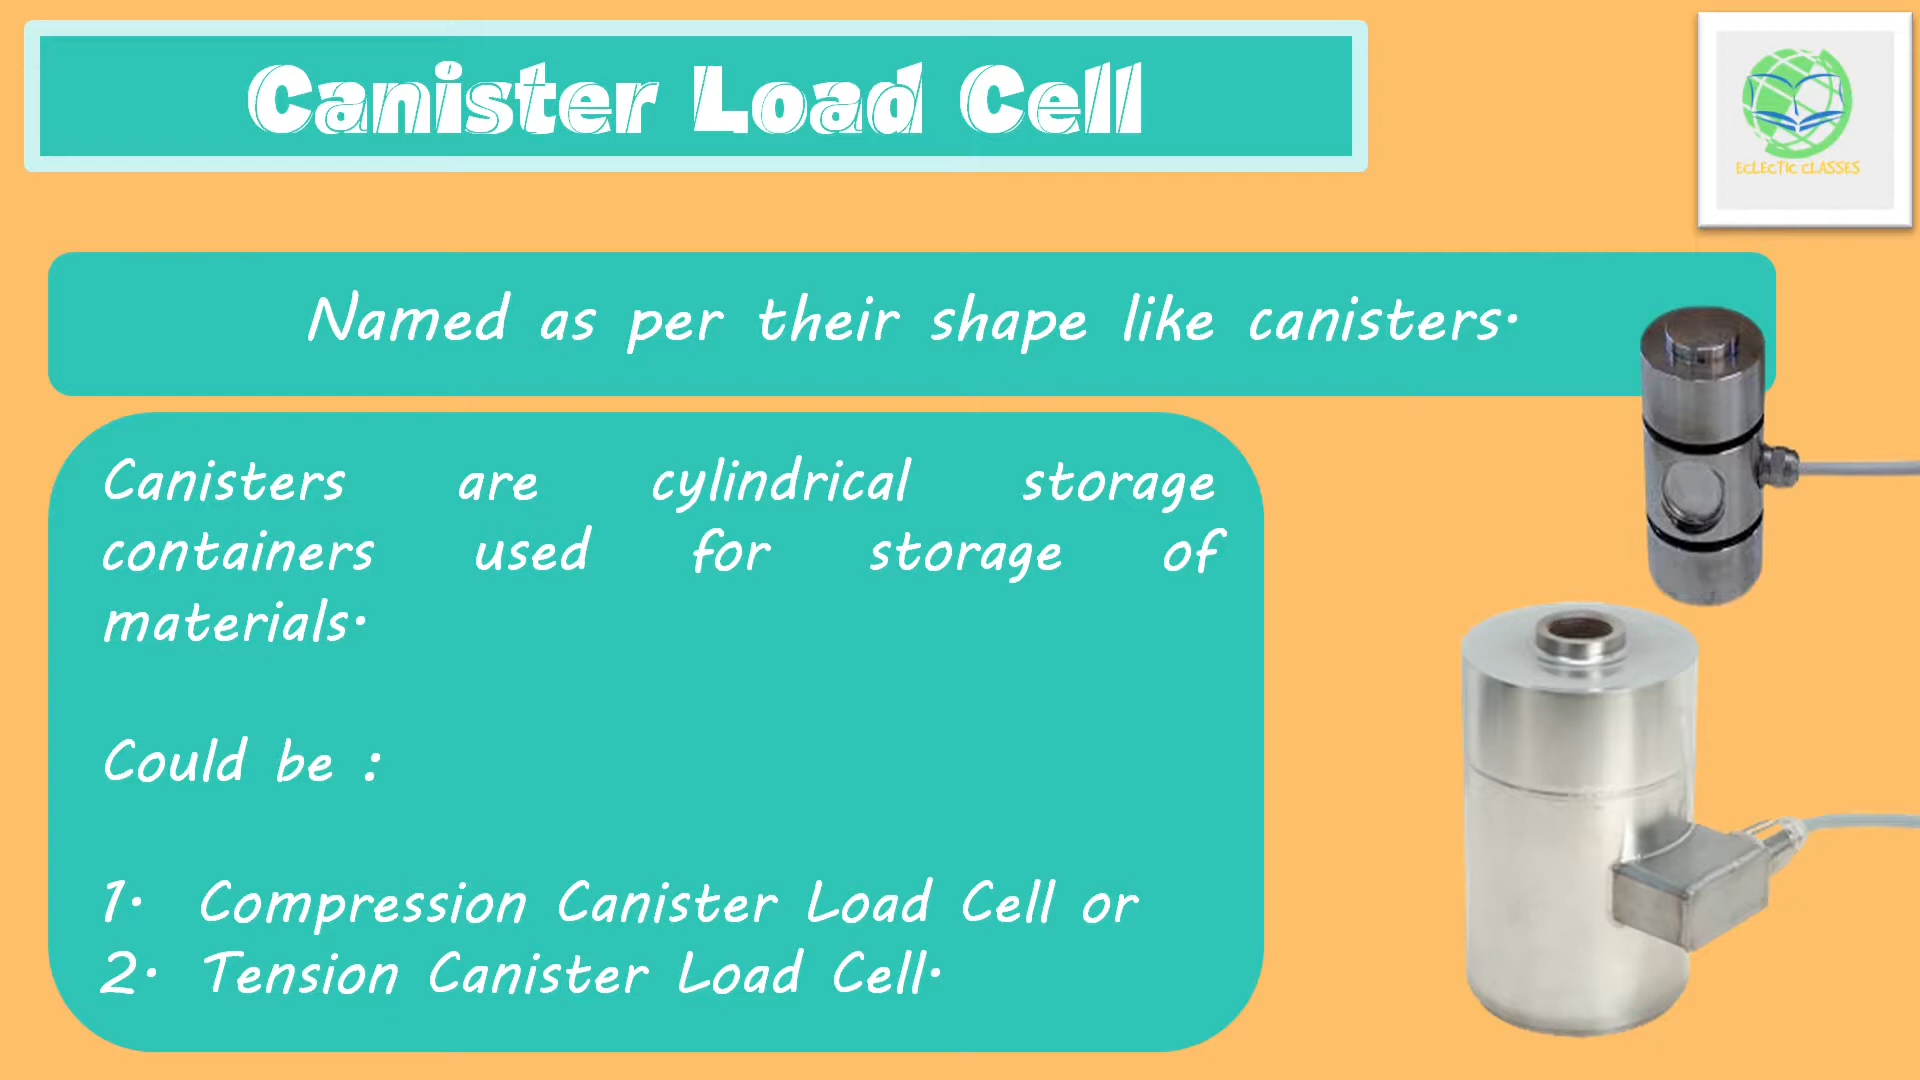 Canister Load Cell
ECLECTIC CLASSES
Named as per their shape like canisters.
Canisters are cylindrical storage
containers used for storage of
materials.
Could be :
1. Compression Canister Load Cell or
2. Tension Canister Load Cell.